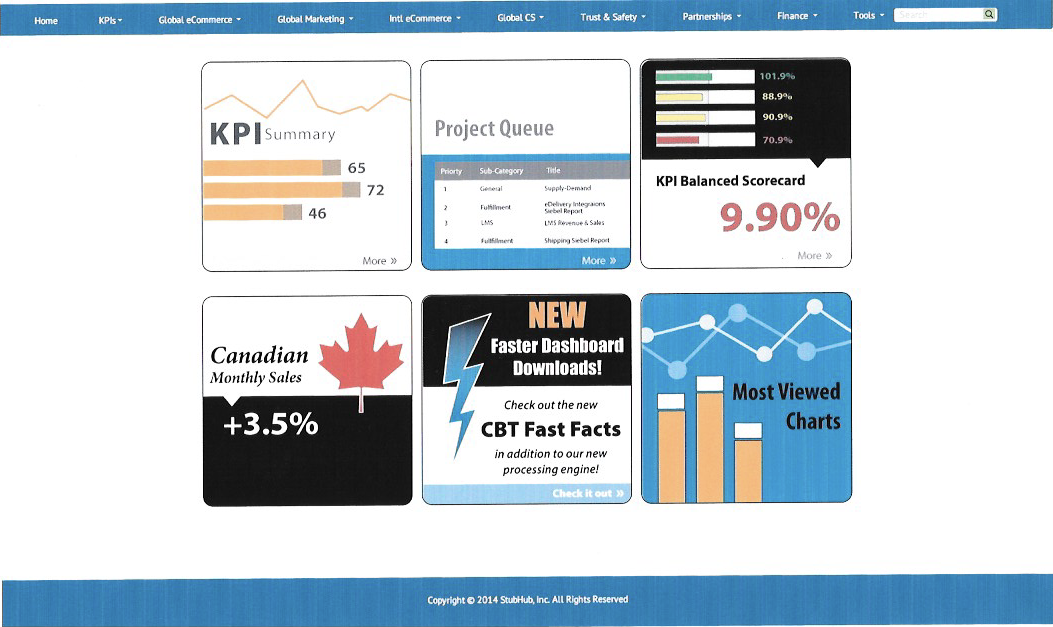 Home KPIs Global eCommerce Global Marketing Intl eCommerce Global CS Trust & Safety Partnerships Finance Tools Search
KPI Summary
65
72
46
More »
Project Queue
Priorty Sub-Category Title
1 General Supply-Demand
2 Fulfillment eDelivery Integraions
Siebel Report
3 LMS LMS Revenue & Sales
4 Fullfillment Shipping Siebel Report
More »
101.9%
88.9%
90.9%
70.9%
KPI Balanced Scorecard
9.90%
More »
Canadian
Monthly Sales
+3.5%
NEW
Faster Dashboard
Downloads!
Check out the new
CBT Fast Facts
in addition to our new
processing engine!
Check it out »
Most Viewed
Charts
Copyright © 2014 StubHub, Inc. All Rights Reserved